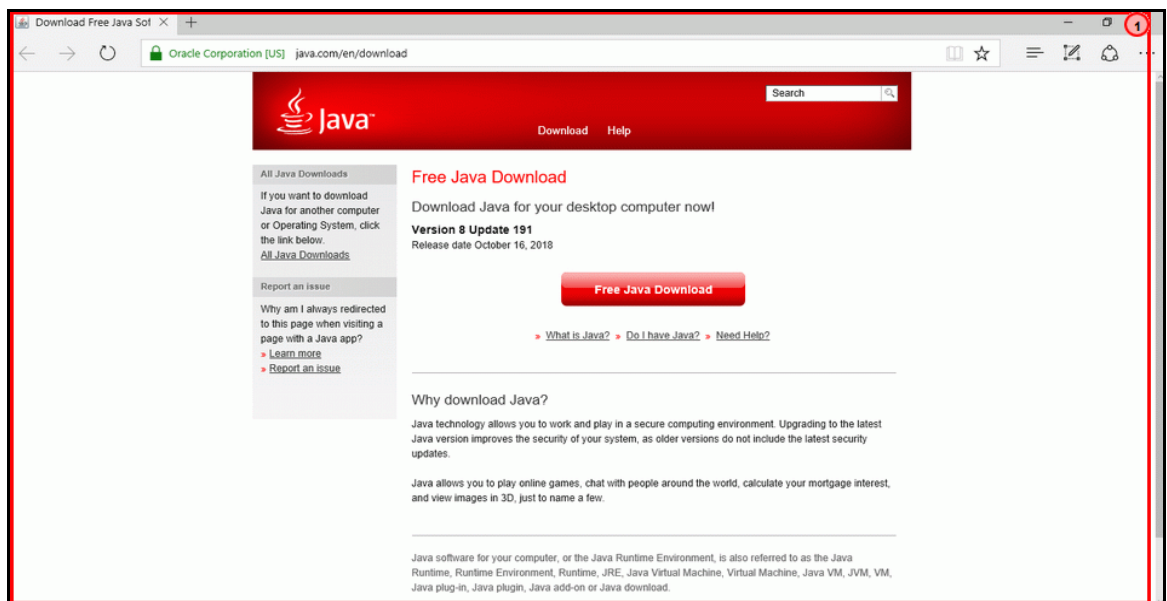 Download Free Java Sof
1
Oracle Corporation [US] java.com/en/download
Java™
Search
Download Help
All Java Downloads
If you want to download
Java for another computer
or Operating System, click
the link below.
All Java Downloads
Report an issue
Why am I always redirected
to this page when visiting a
page with a Java app?
» Learn more
» Report an issue
Free Java Download
Download Java for your desktop computer now!
Version 8 Update 191
Release date October 16, 2018
Free Java Download
» What is Java? » Do I have Java? » Need Help?
Why download Java?
Java technology allows you to work and play in a secure computing environment. Upgrading to the latest
Java version improves the security of your system, as older versions do not include the latest security
updates.
Java allows you to play online games, chat with people around the world, calculate your mortgage interest,
and view images in 3D, just to name a few.
Java software for your computer, or the Java Runtime Environment, is also referred to as the Java
Runtime, Runtime Environment, Runtime, JRE, Java Virtual Machine, Virtual Machine, Java VM, JVM, VM,
Java plug-in, Java plugin, Java add-on or Java download.